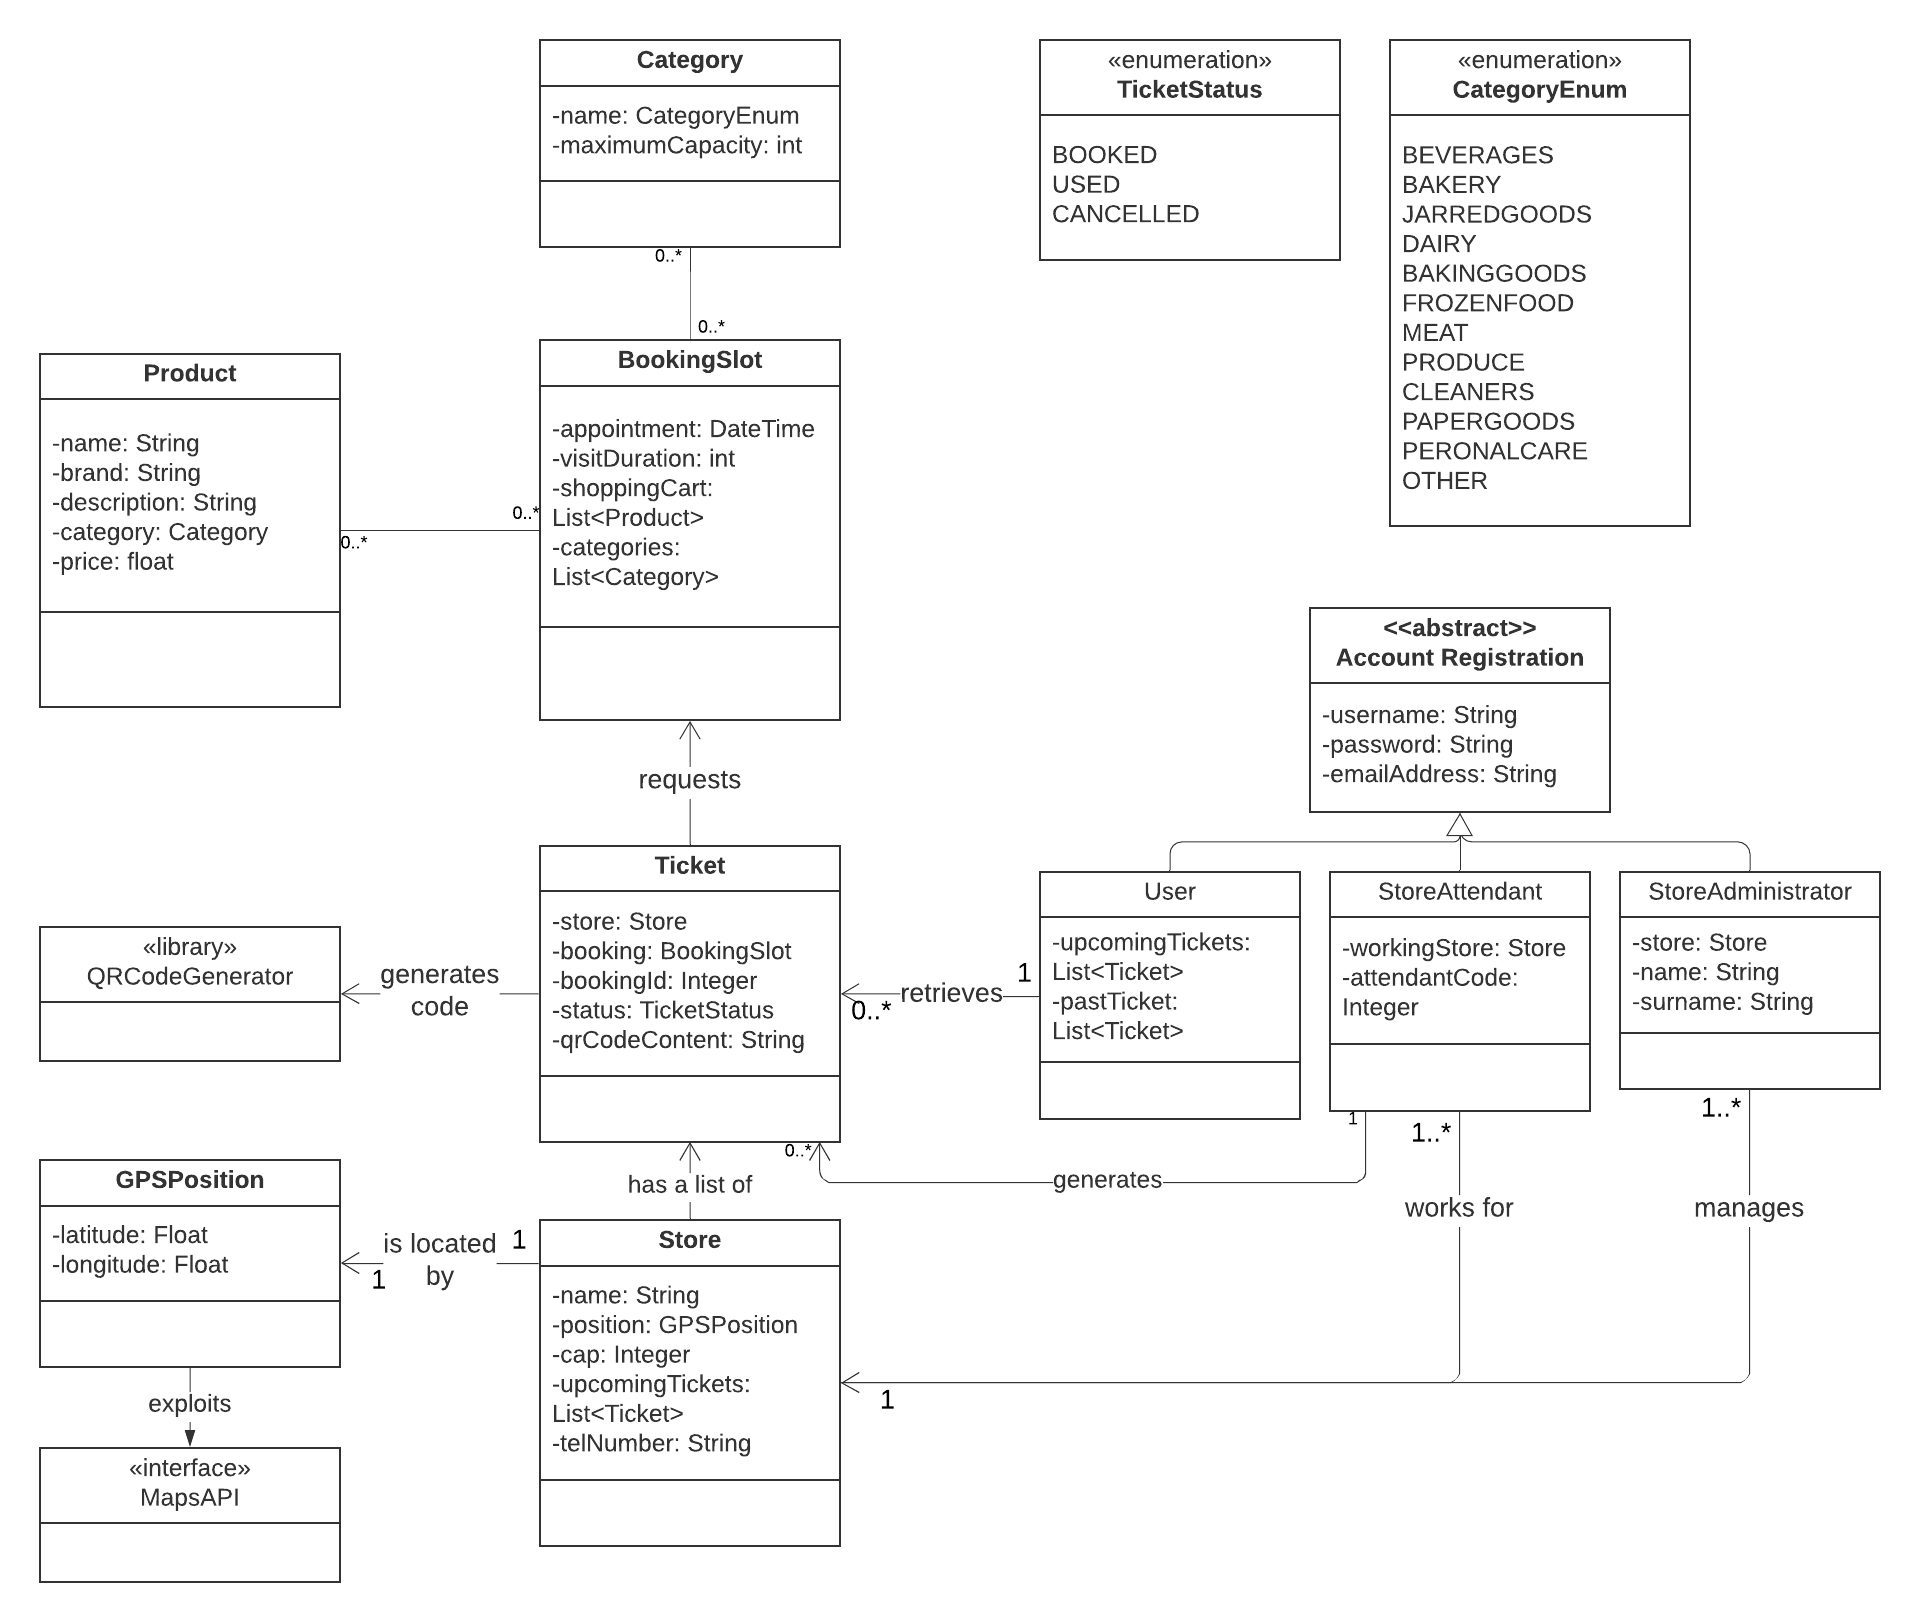 Category
-name: CategoryEnum
-maximumCapacity: int
0..*
0..*
«enumeration»
TicketStatus
BOOKED
USED
CANCELLED
«enumeration»
CategoryEnum
BEVERAGES
BAKERY
JARREDGOODS
DAIRY
BAKINGGOODS
FROZENFOOD
MEAT
PRODUCE
CLEANERS
PAPERGOODS
PERONALCARE
OTHER
Product
-name: String
-brand: String
-description: String
-category: Category
-price: float
0..*
0..*
BookingSlot
-appointment: DateTime
-visitDuration: int
-shoppingCart:
List<Product>
-categories:
List<Category>
requests
<<abstract>>
Account Registration
-username: String
-password: String
-emailAddress: String
Ticket
-store: Store
-booking: BookingSlot
-bookingId: Integer
-status: TicketStatus
-qrCodeContent: String
«library»
QRCodeGenerator
generates
code
retrieves
1
0..*
User
-upcomingTickets:
List<Ticket>
-pastTicket:
List<Ticket>
StoreAttendant
-workingStore: Store
-attendantCode:
Integer
StoreAdministrator
-store: Store
-name: String
-surname: String
1
1..*
1..*
0..*
generates
has a list of
works for
manages
GPSPosition
-latitude: Float
-longitude: Float
is located
by
1
1
Store
-name: String
-position: GPSPosition
-cap: Integer
-upcomingTickets:
List<Ticket>
-telNumber: String
1
exploits
«interface»
MapsAPI